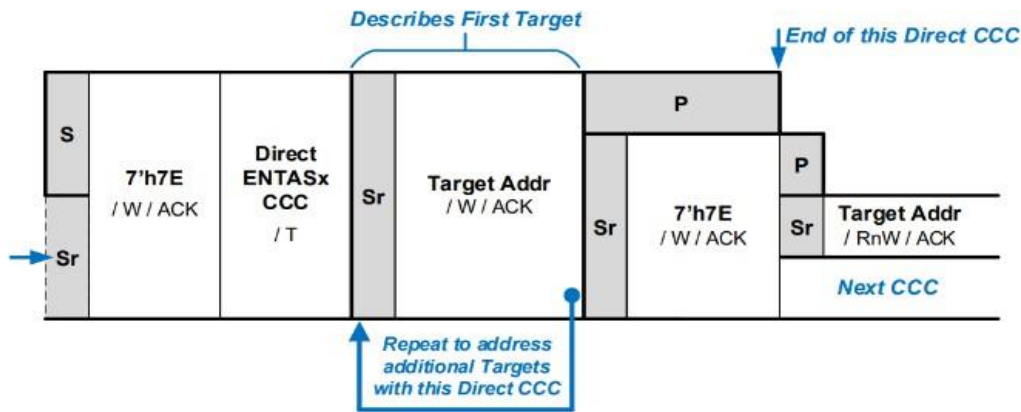 Describes First Target
End of this Direct CCC
S
Sr
7'h7E
/ W / ACK
Direct
ENTASx
CCC
/ T
Sr
Target Addr
/ W / ACK
P
Sr
7'h7E
/ W / ACK
P
Sr
Target Addr
/ RnW / ACK
Next CCC
Repeat to address
additional Targets
with this Direct CCC